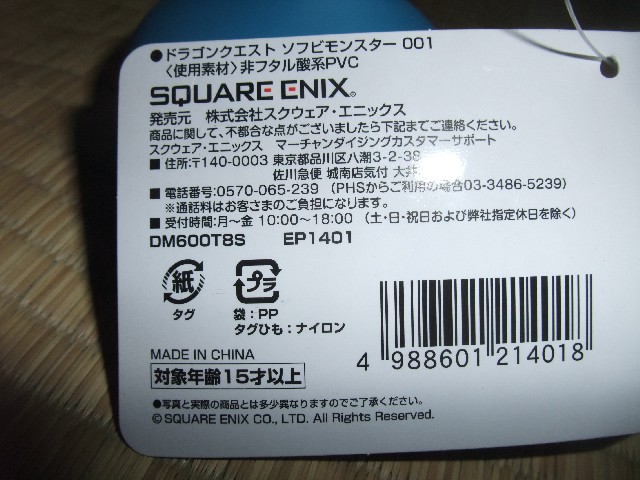 ●ドラゴンクエスト ソフビモンスター 001
〈使用素材〉非フタル酸系PVC
SQUARE ENIX®
発売元 株式会社スクウェア・エニックス
商品に関して、不都合な点がございましたら下記までご連絡ください。
スクウェア・エニックス マーチャンダイジングカスタマーサポート
■住所:〒140-0003 東京都品川区八潮3-2-38
佐川急便 城南店気付 大井
■電話番号:0570-065-239 (PHSからご利用の場合03-3486-5239)
※通話料はお客さまのご負担になります。
■受付時間:月～金 10:00～18:00 (土・日・祝日および弊社指定休日を除く)
DM600T8S EP1401
紙
タグ
プラ
袋:PP
タグひも:ナイロン
MADE IN CHINA
対象年齢15才以上
4 988601 214018
●写真と実際の商品とは多少異なりますのでご了承ください。
© SQUARE ENIX CO., LTD. All Rights Reserved.